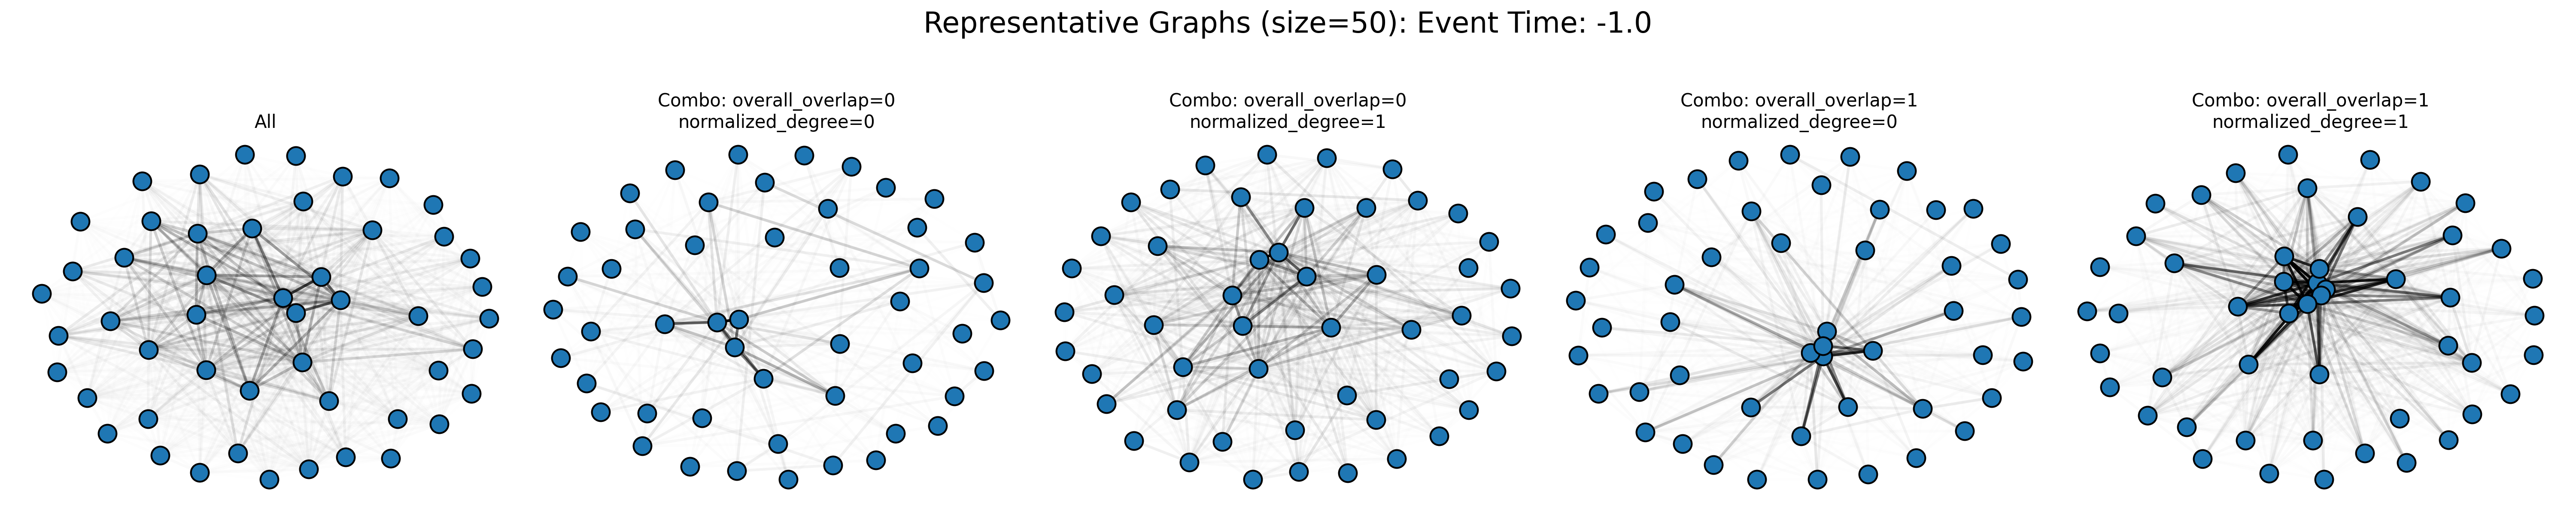 Representative Graphs (size=50): Event Time: -1.0
All
Combo: overall_overlap=0
normalized_degree=0
Combo: overall_overlap=0
normalized_degree=1
Combo: overall_overlap=1
normalized_degree=0
Combo: overall_overlap=1
normalized_degree=1